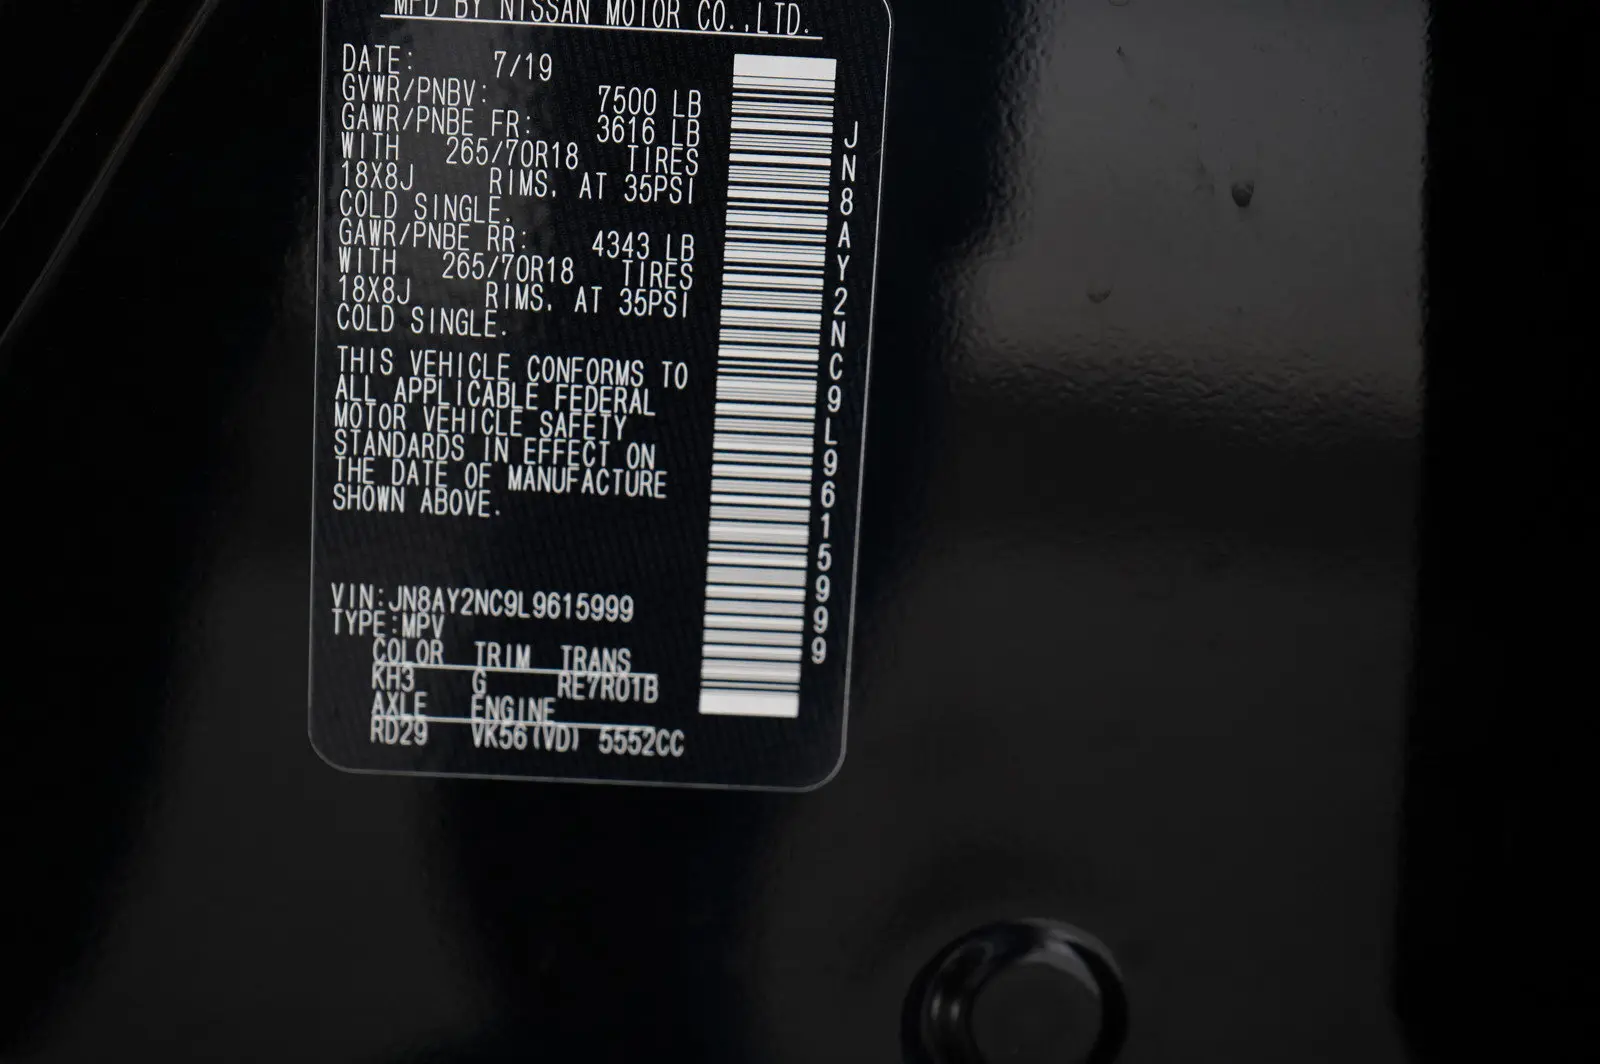 MFD BY NISSAN MOTOR CO.,LTD.
DATE: 7/19
GVWR/PNBV: 7500 LB
GAWR/PNBE FR: 3616 LB
WITH 265/70R18 TIRES
18X8J RIMS, AT 35PSI
COLD SINGLE.
GAWR/PNBE RR: 4343 LB
WITH 265/70R18 TIRES
18X8J RIMS, AT 35PSI
COLD SINGLE.
THIS VEHICLE CONFORMS TO
ALL APPLICABLE FEDERAL
MOTOR VEHICLE SAFETY
STANDARDS IN EFFECT ON
THE DATE OF MANUFACTURE
SHOWN ABOVE.
VIN:JN8AY2NC9L9615999
TYPE:MPV
COLOR TRIM TRANS
KH3 G RE7R01B
AXLE ENGINE
RD29 VK56(VD) 5552CC
JN8AY2NC9L9615999